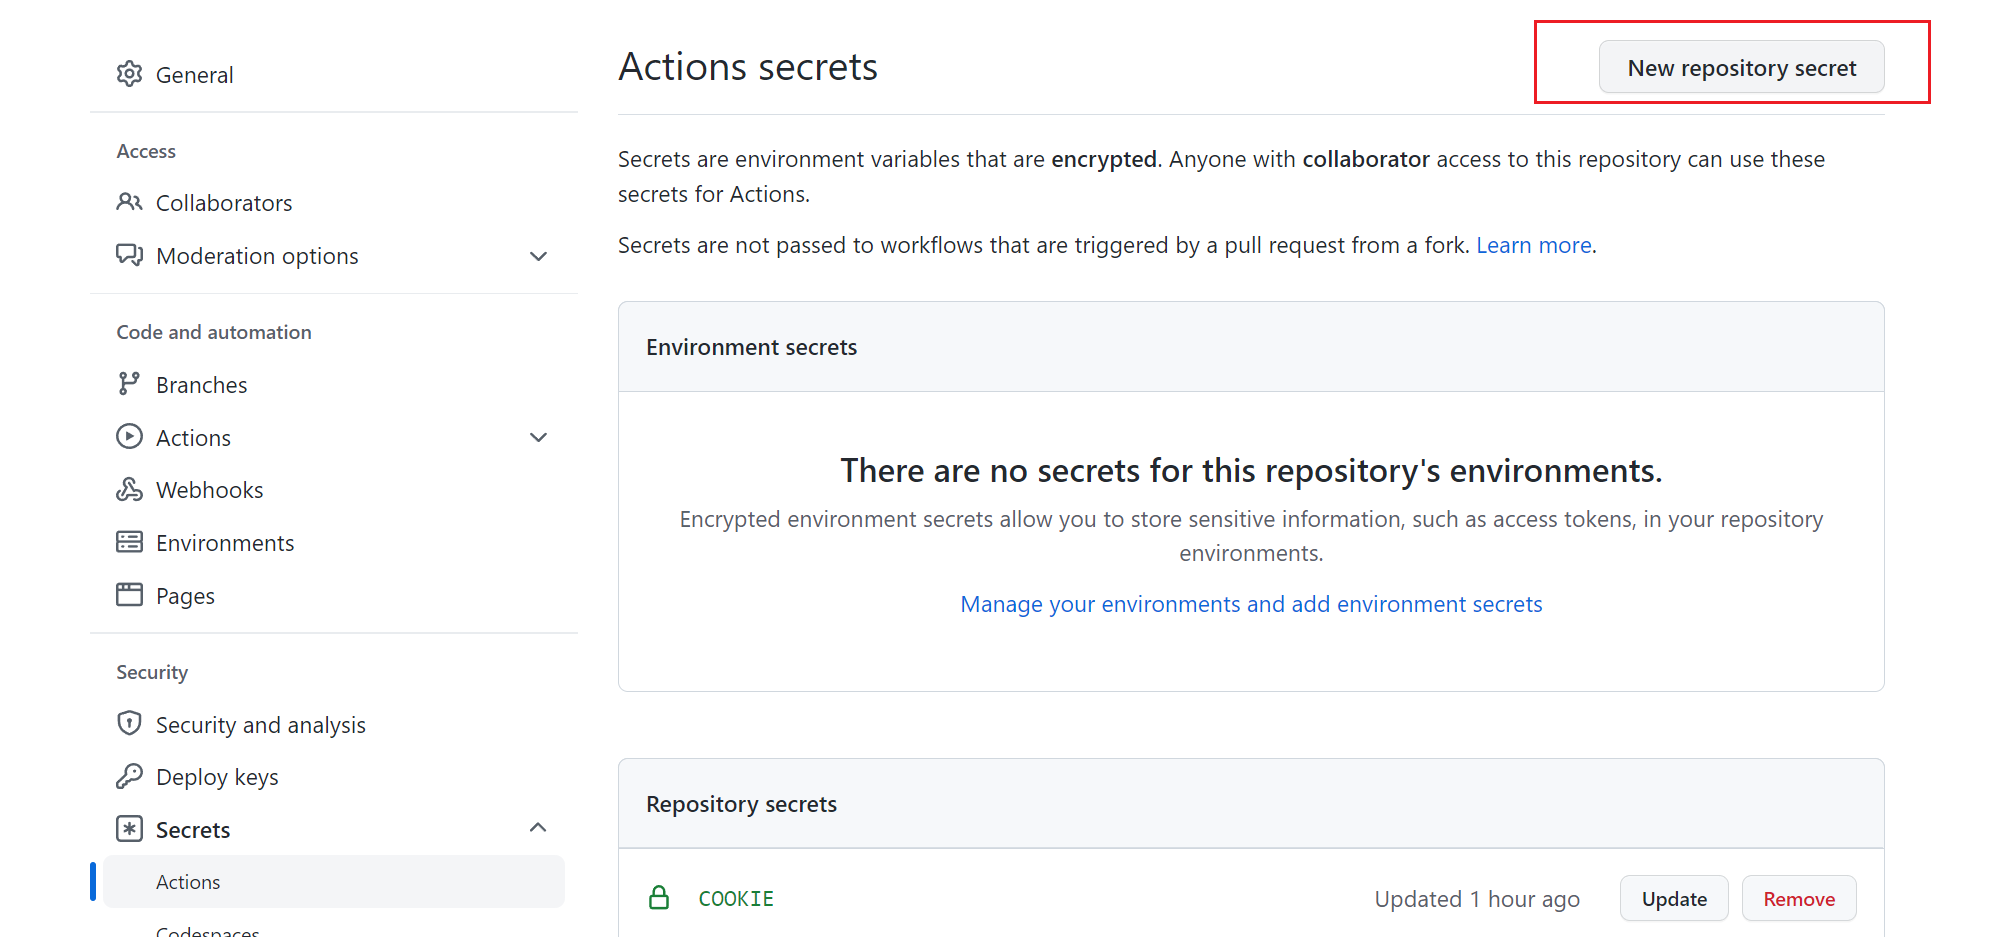 General
Access
Collaborators
Moderation options
Code and automation
Branches
Actions
Webhooks
Environments
Pages
Security
Security and analysis
Deploy keys
Secrets
Actions
Codespaces
Actions secrets
New repository secret
Secrets are environment variables that are encrypted. Anyone with collaborator access to this repository can use these
secrets for Actions.
Secrets are not passed to workflows that are triggered by a pull request from a fork. Learn more.
Environment secrets
There are no secrets for this repository's environments.
Encrypted environment secrets allow you to store sensitive information, such as access tokens, in your repository
environments.
Manage your environments and add environment secrets
Repository secrets
COOKIE
Updated 1 hour ago
Update
Remove